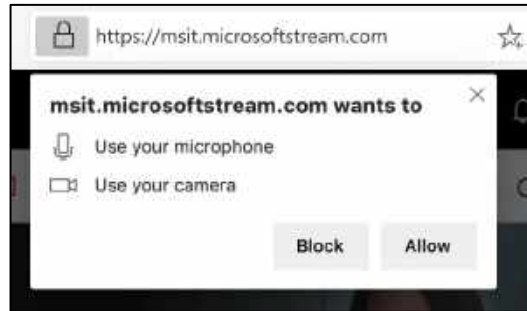 https://msit.microsoftstream.com
msit.microsoftstream.com wants to
Use your microphone
Use your camera
Block Allow